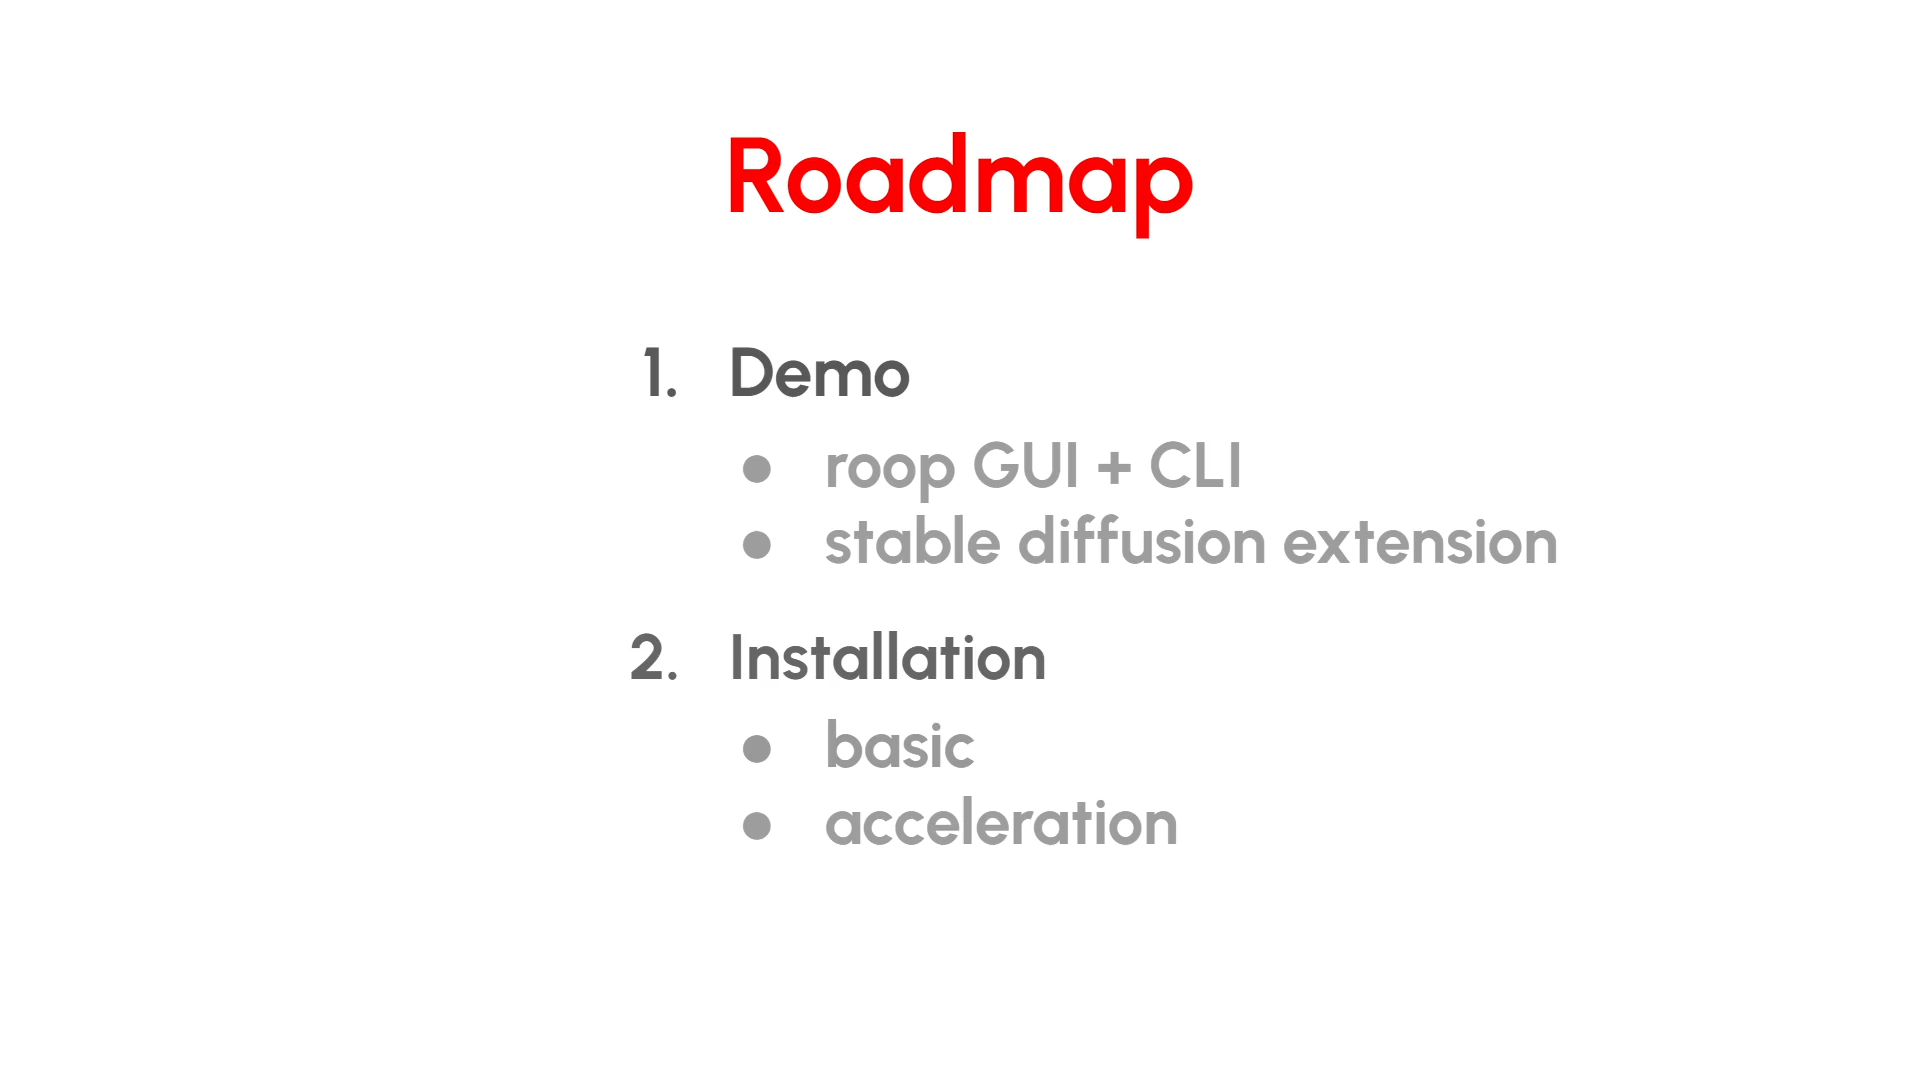 Roadmap
1. Demo
● roop GUI + CLI
● stable diffusion extension
2. Installation
● basic
● acceleration